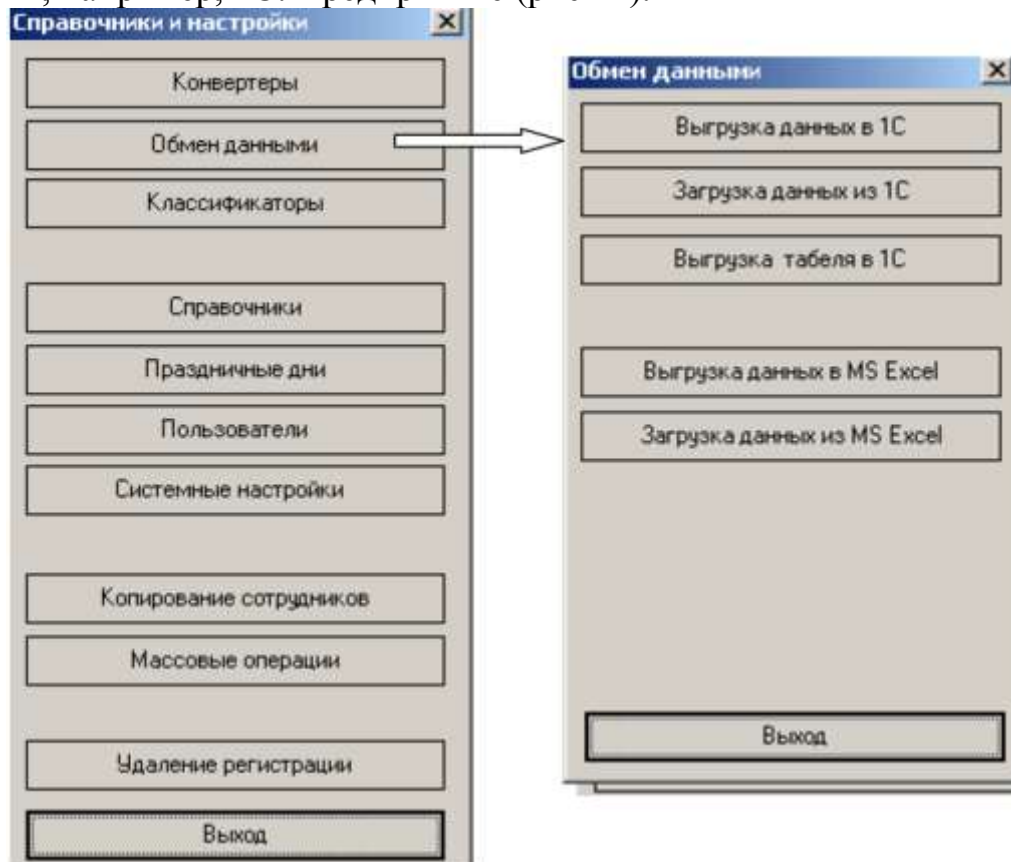 например,
Справочники и настройки
Конвертеры
Обмен данными
Классификаторы
Справочники
Праздничные дни
Пользователи
Системные настройки
Копирование сотрудников
Массовые операции
Удаление регистрации
Выход
Обмен данными
Выгрузка данных в 1С
Загрузка данных из 1С
Выгрузка табеля в 1С
Выгрузка данных в MS Excel
Загрузка данных из MS Excel
Выход